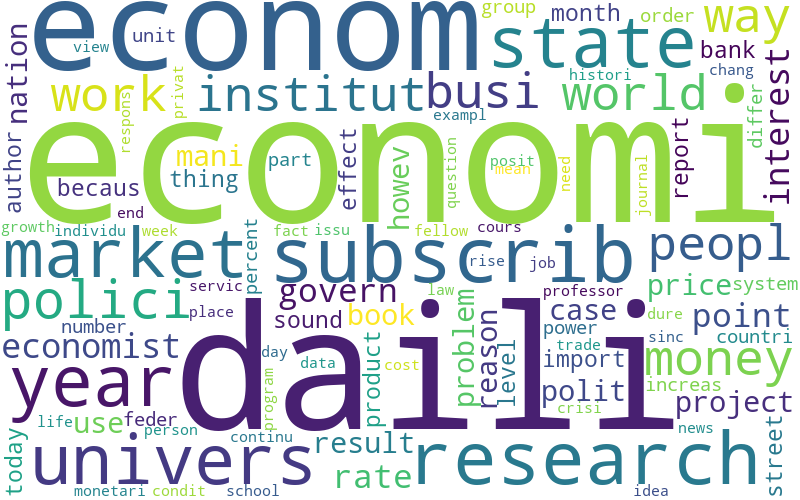 econom
group
month
order
way
view
unit
state
bank
nation
work
privat
institut
busi
histori
world
chang
interest
respons
exampl
differ
economi
author
mani
thing
becaus
part
effect
howev
question
posit
mean
need
journal
report
end
growth
individu
week
percent
fact
issu
fellow
cours
market
subscrib
rise
job
peopl
polici
servic
place
govern
law
professor
price
system
number
sound
book
problem
reason
case
power
dure
point
economist
day
data
product
cost
level
trade
import
sinc
countri
year
daili
program
polit
crisi
money
increas
project
life
use
feder
person
continu
result
news
today
univers
rate
research
street
monetari
condit
school
idea